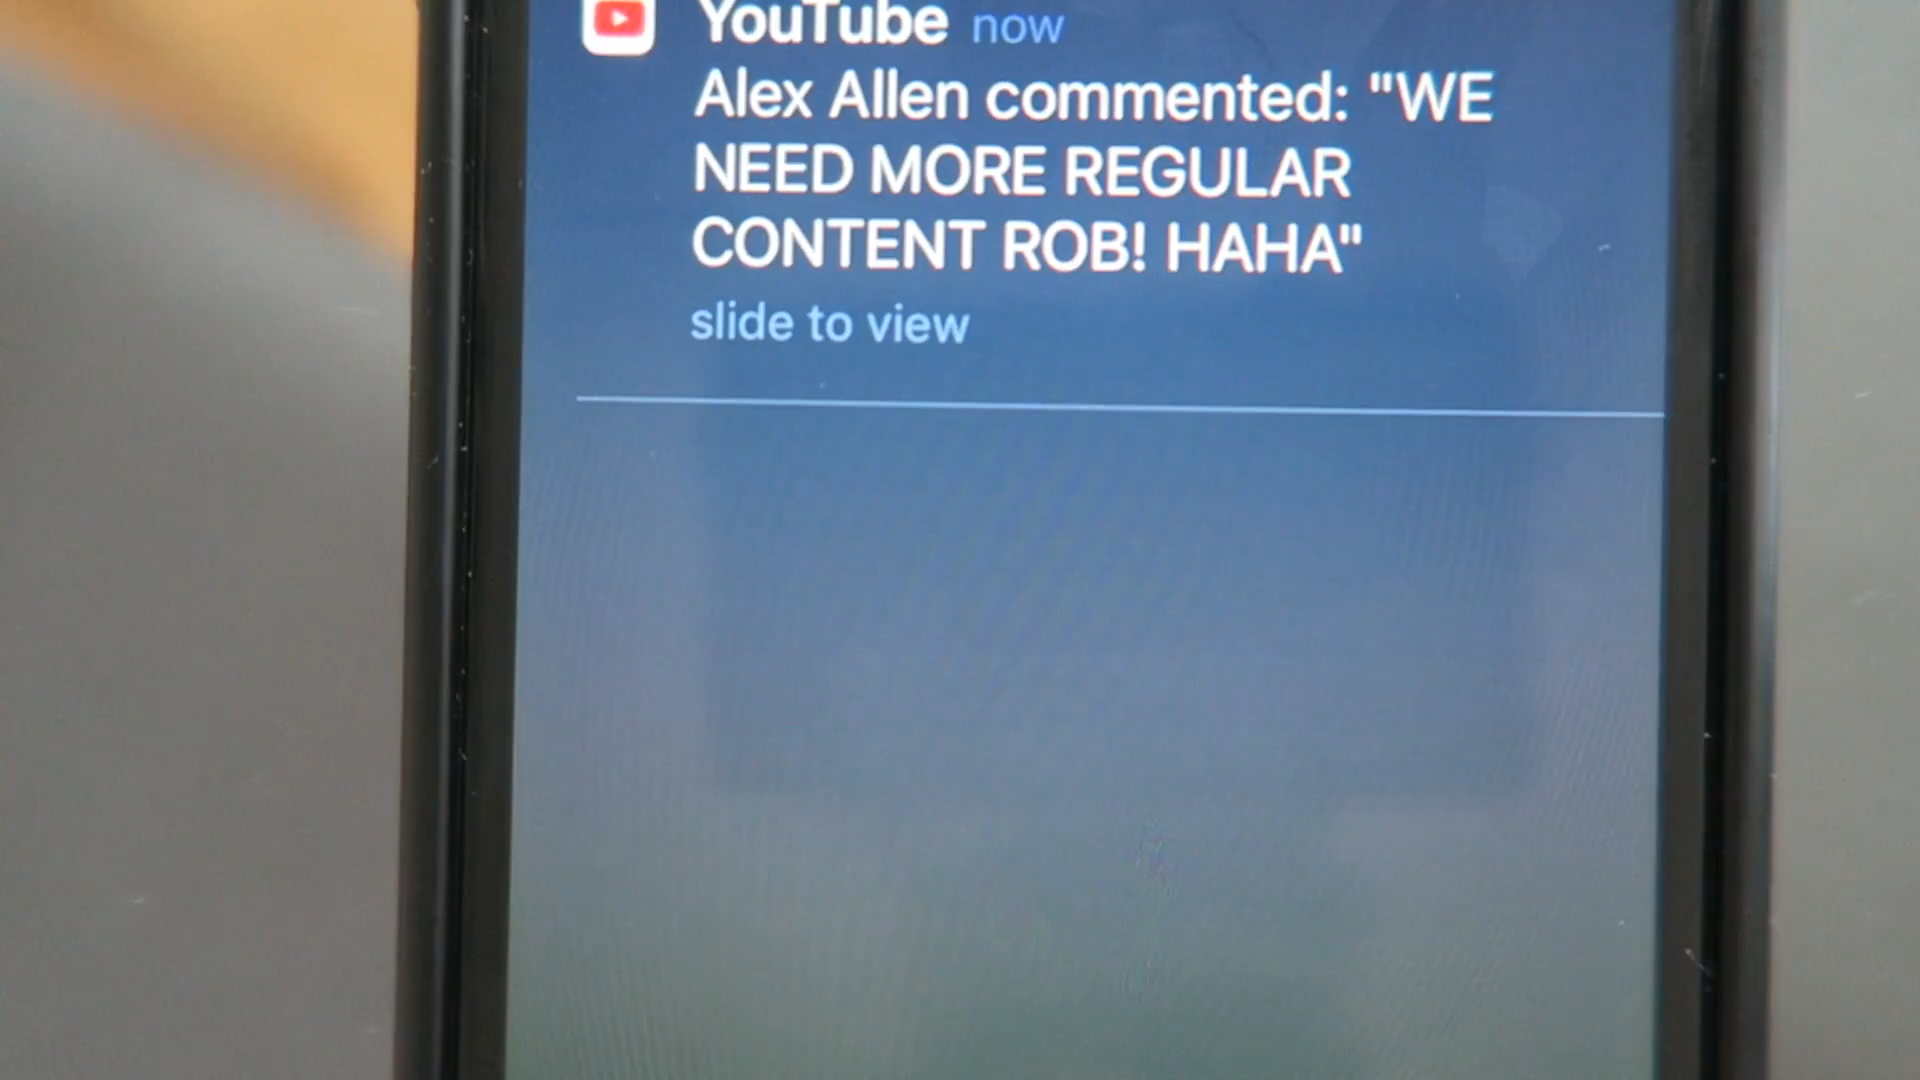 YouTube now
Alex Allen commented: "WE
NEED MORE REGULAR
CONTENT ROB! HAHA"
slide to view